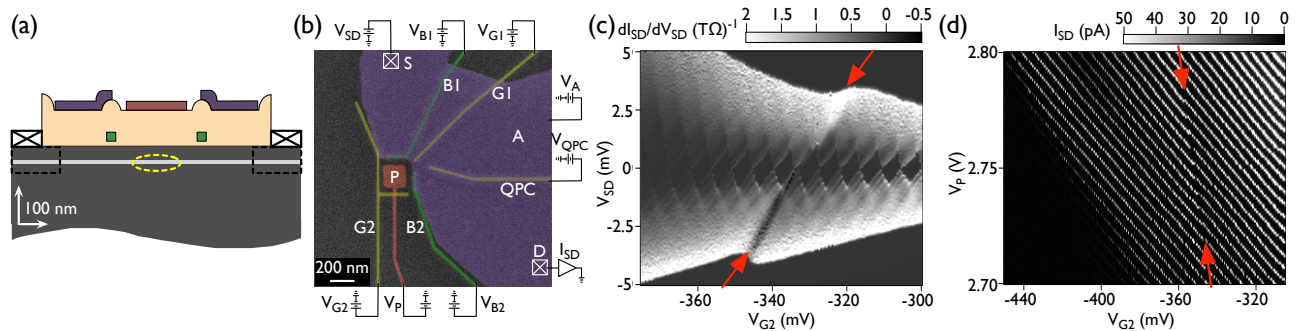 (a)
100 nm
(b)
V_SD
V_B1
V_G1
S
B1
G1
V_A
A
V_QPC
P
QPC
G2
B2
D
I_SD
200 nm
V_G2
V_P
V_B2
(c)
dI_SD/dV_SD (TΩ)^-1
2 1.5 1 0.5 0 -0.5
5
2.5
0
-2.5
-5
V_SD (mV)
-360 -340 -320 -300
V_G2 (mV)
(d)
I_SD (pA)
50 40 30 20 10 0
2.80
2.75
2.70
V_P (V)
-450 -400 -360 -350
V_G2 (mV)